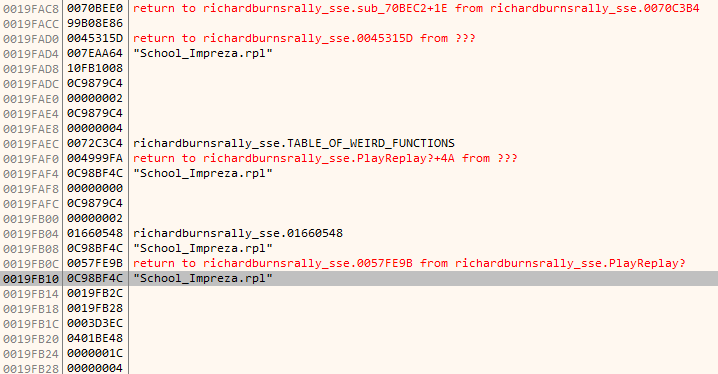 0019FAC8 0070BEE0 return to richardburnsrally_sse.sub_70BEC2+1E from richardburnsrally_sse.0070C3B4
0019FACC 99B08E86
0019FAD0 0045315D return to richardburnsrally_sse.0045315D from ???
0019FAD4 007EAA64 "School_Impreza.rpl"
0019FAD8 10FB1008
0019FADC 0C9879C4
0019FAE0 00000002
0019FAE4 0C9879C4
0019FAE8 00000004
0019FAEC 0072C3C4 richardburnsrally_sse.TABLE_OF_WEIRD_FUNCTIONS
0019FAF0 004999FA return to richardburnsrally_sse.PlayReplay?+4A from ???
0019FAF4 0C98BF4C "School_Impreza.rpl"
0019FAF8 00000000
0019FAFC 0C9879C4
0019FB00 00000002
0019FB04 01660548 richardburnsrally_sse.01660548
0019FB08 0C98BF4C "School_Impreza.rpl"
0019FB0C 0057FE9B return to richardburnsrally_sse.0057FE9B from richardburnsrally_sse.PlayReplay?
0019FB10 0C98BF4C "School_Impreza.rpl"
0019FB14 0019FB2C
0019FB18 0019FB28
0019FB1C 0003D3EC
0019FB20 0401BE48
0019FB24 0000001C
0019FB28 00000004